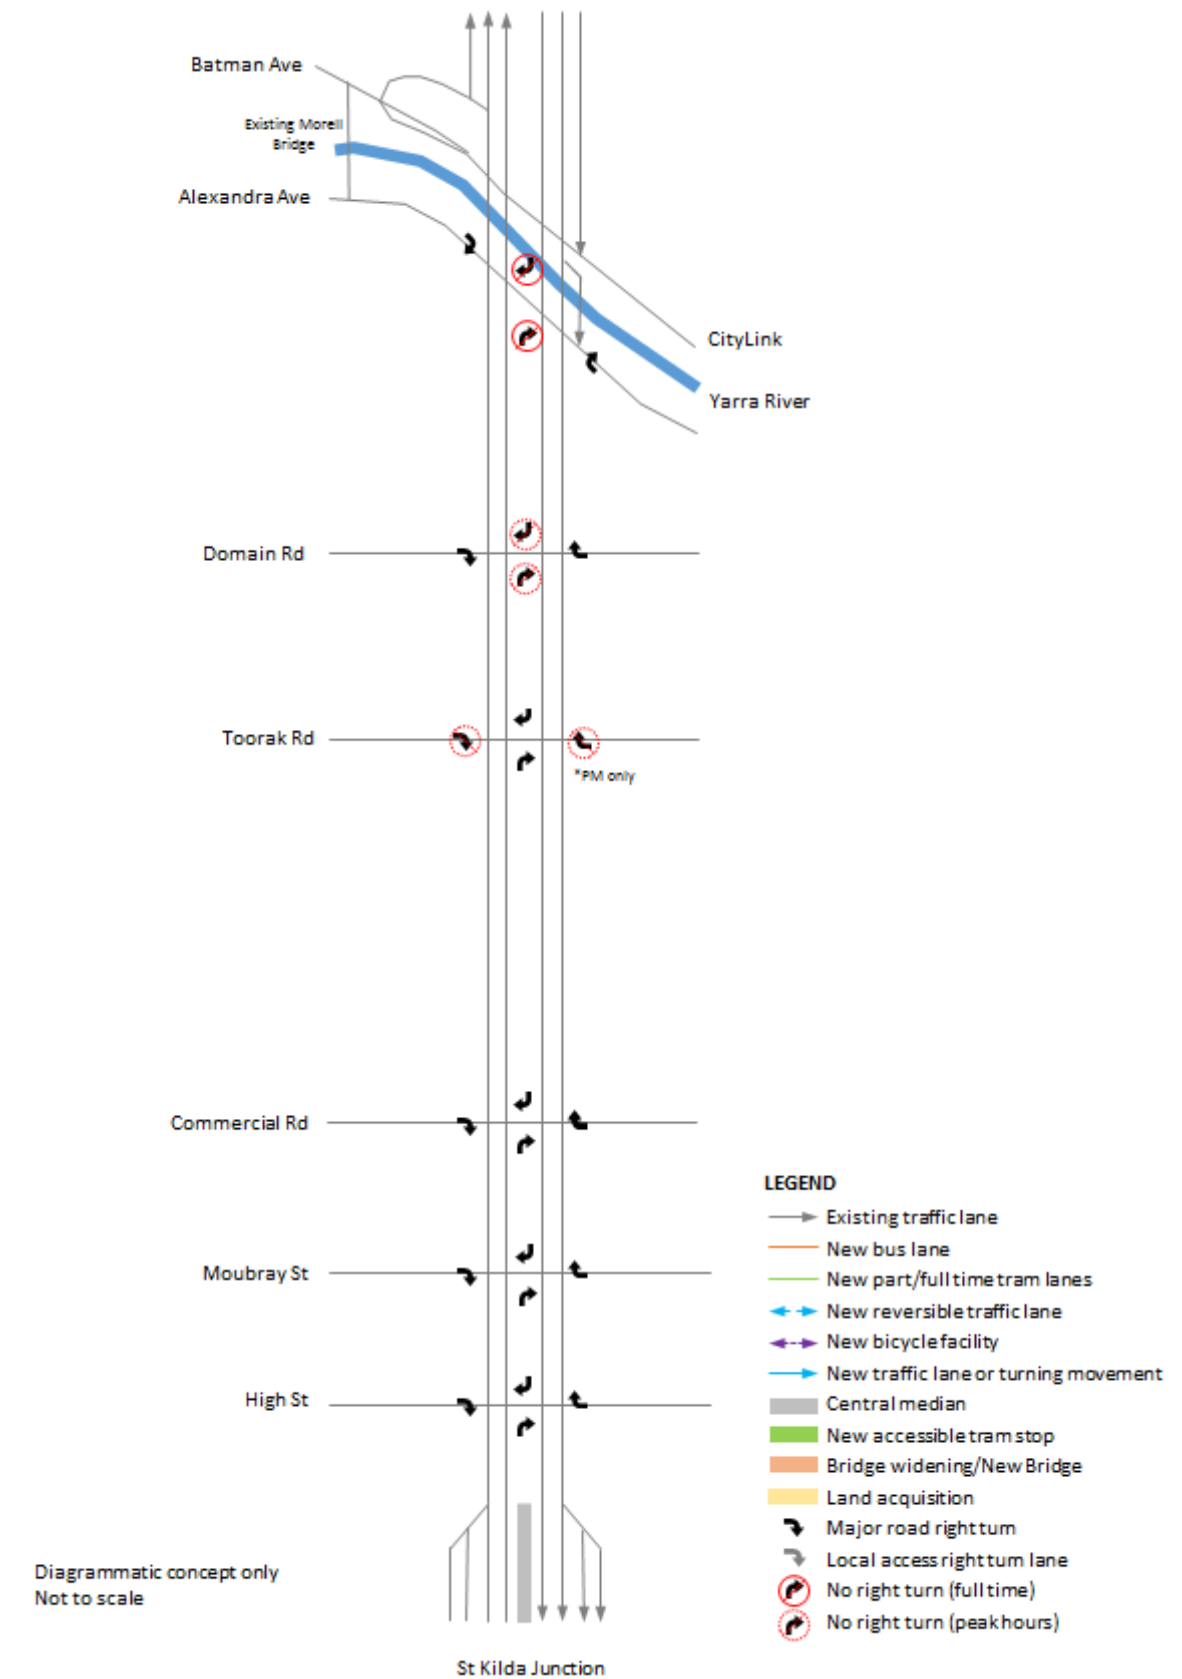 Batman Ave
Existing Morell
Bridge
Alexandra Ave
CityLink
Yarra River
Domain Rd
Toorak Rd
*PM only
Commercial Rd
Moubray St
High St
LEGEND
Existing traffic lane
New bus lane
New part/full time tram lanes
New reversible traffic lane
New bicycle facility
New traffic lane or turning movement
Central median
New accessible tram stop
Bridge widening/New Bridge
Land acquisition
Major road right turn
Local access right turn lane
No right turn (full time)
No right turn (peak hours)
Diagrammatic concept only
Not to scale
St Kilda Junction